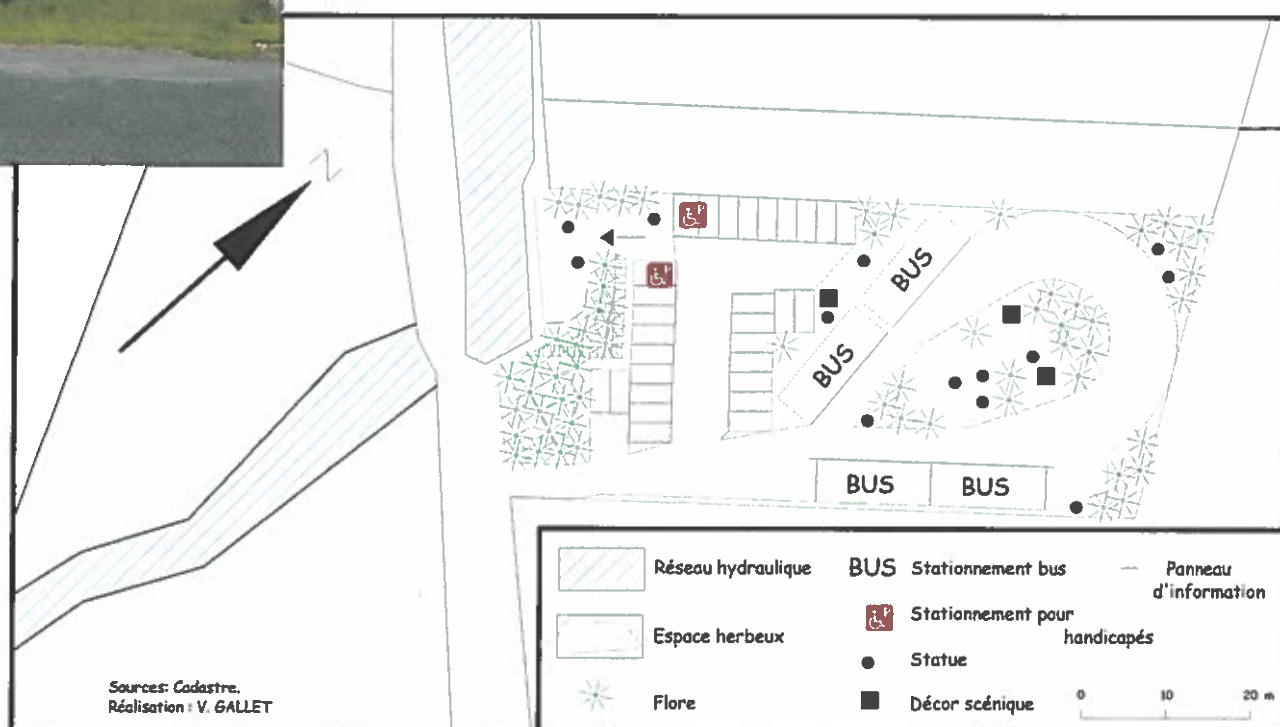 N
P
P
BUS
BUS
BUS
BUS
Réseau hydraulique
BUS Stationnement bus
Panneau
d'information
Stationnement pour
handicapés
Espace herbeux
Statue
Flore
Décor scénique
0 10 20 m
Sources: Cadastre.
Réalisation : V. GALLET